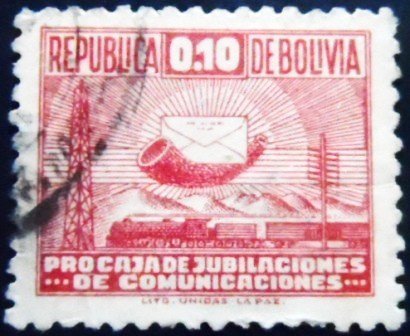 REPUBLICA 0.10 DE BOLIVIA
PRO CAJA DE JUBILACIONES
... DE COMUNICACIONES ...
LITO. UNIDAS LA PAZ.